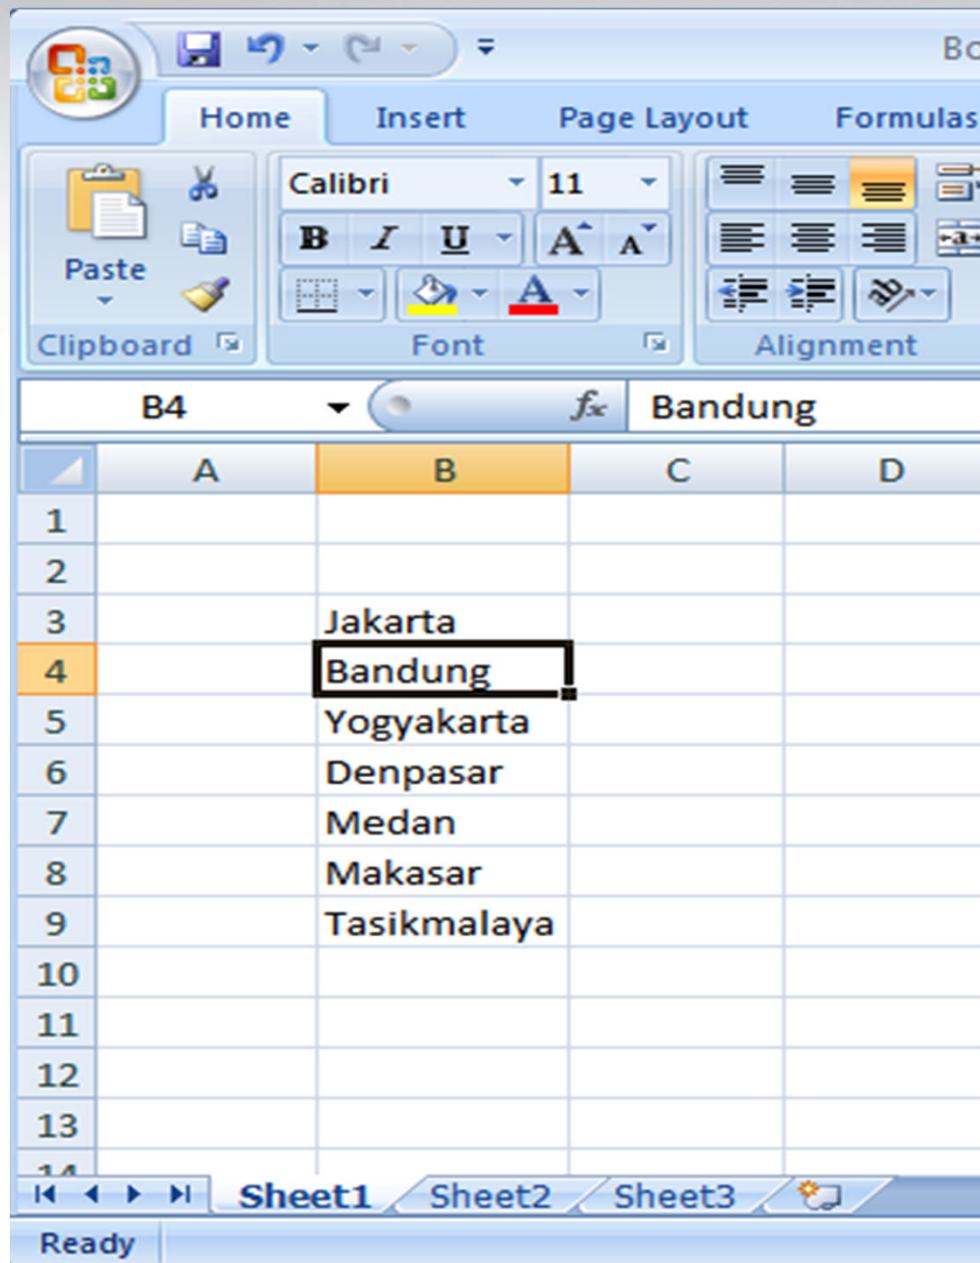 Bo
Home Insert Page Layout Formulas
Calibri 11
B I U A A
Paste
A
Clipboard Font Alignment
B4 fx Bandung
A B C D
1
2
3 Jakarta
4 Bandung
5 Yogyakarta
6 Denpasar
7 Medan
8 Makasar
9 Tasikmalaya
10
11
12
13
14
Sheet1 Sheet2 Sheet3
Ready